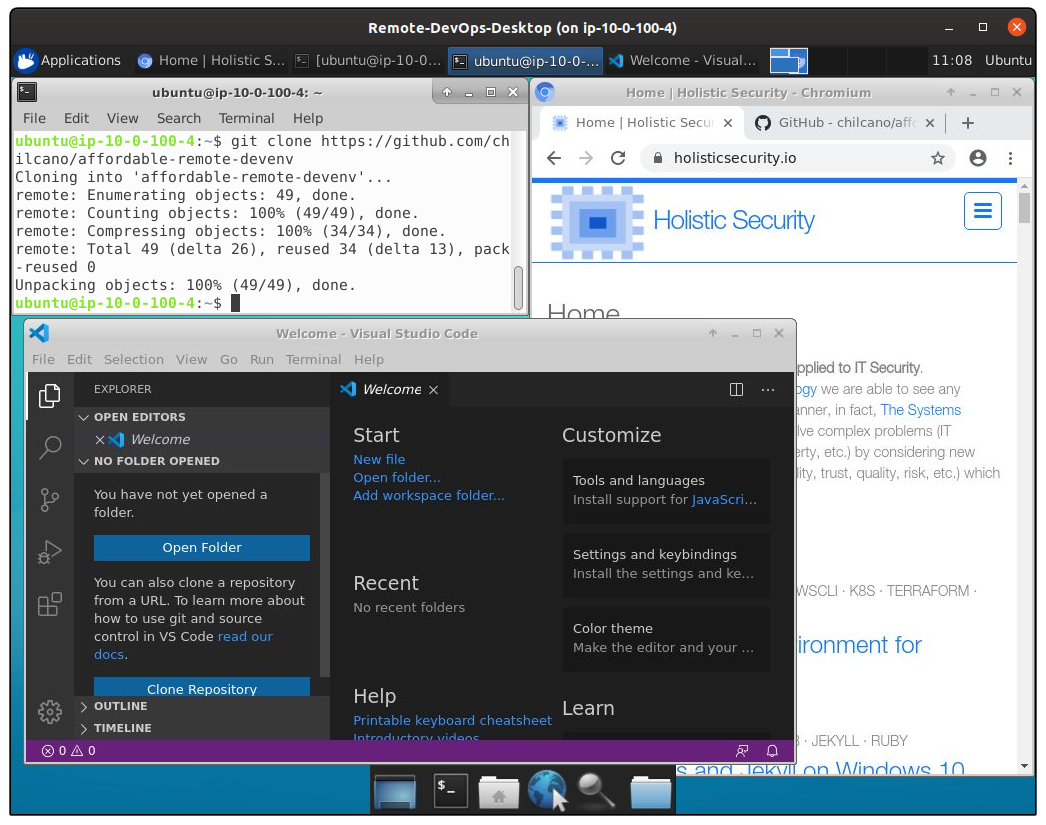 Remote-DevOps-Desktop (on ip-10-0-100-4)
Applications
Home | Holistic S...
[ubuntu@ip-10-0...
ubuntu@ip-10-0-...
Welcome - Visual...
11:08 Ubuntu
ubuntu@ip-10-0-100-4: ~
File Edit View Search Terminal Help
ubuntu@ip-10-0-100-4:~$ git clone https://github.com/ch
ilcano/affordable-remote-devenv
Cloning into 'affordable-remote-devenv'...
remote: Enumerating objects: 49, done.
remote: Counting objects: 100% (49/49), done.
remote: Compressing objects: 100% (34/34), done.
remote: Total 49 (delta 26), reused 34 (delta 13), pack
-reused 0
Unpacking objects: 100% (49/49), done.
ubuntu@ip-10-0-100-4:~$
Home | Holistic Security - Chromium
Home | Holistic Secur
GitHub - chilcano/affo
holisticsecurity.io
Holistic Security
Home
pplied to IT Security.
ogy we are able to see any
anner, in fact, The Systems
lve complex problems (IT
erty, etc.) by considering new
lity, trust, quality, risk, etc.) which
WSCLI · K8S · TERRAFORM ·
ironment for
· JEKYLL · RUBY
s and Jekyll on Windows 10
Welcome - Visual Studio Code
File Edit Selection View Go Run Terminal Help
EXPLORER
OPEN EDITORS
Welcome
NO FOLDER OPENED
You have not yet opened a
folder.
Open Folder
You can also clone a repository
from a URL. To learn more about
how to use git and source
control in VS Code read our
docs.
Clone Repository
OUTLINE
TIMELINE
0 0
Welcome
Start
New file
Open folder...
Add workspace folder...
Recent
No recent folders
Help
Printable keyboard cheatsheet
Introductory videos
Customize
Tools and languages
Install support for JavaScri...
Settings and keybindings
Install the settings and ke...
Color theme
Make the editor and your ...
Learn
$_